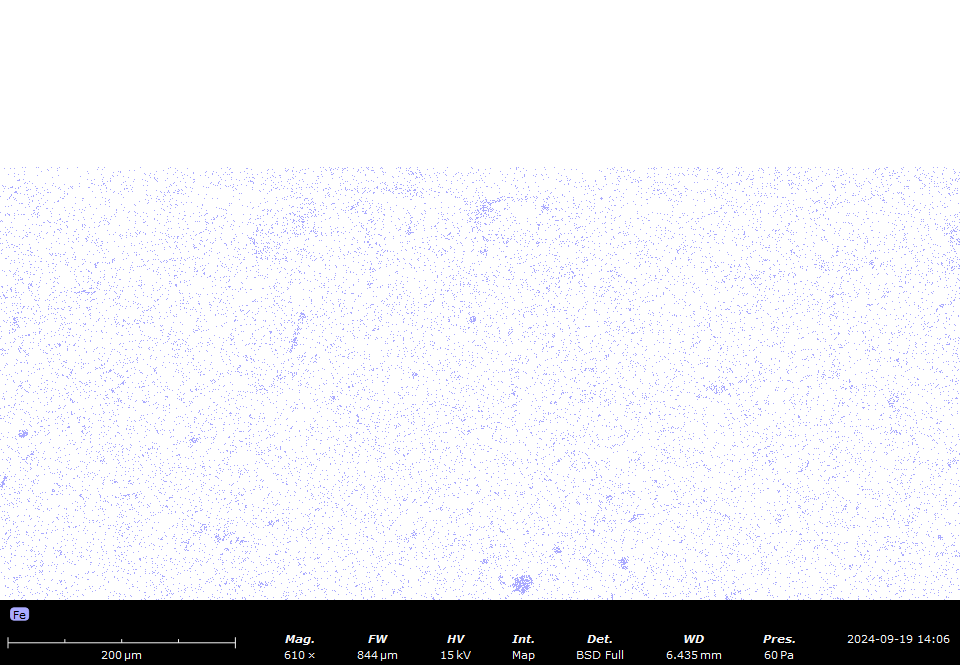 Fe
Mag. FW HV Int. Det. WD Pres. 2024-09-19 14:06
200 µm 610 × 844 µm 15 kV Map BSD Full 6.435 mm 60 Pa